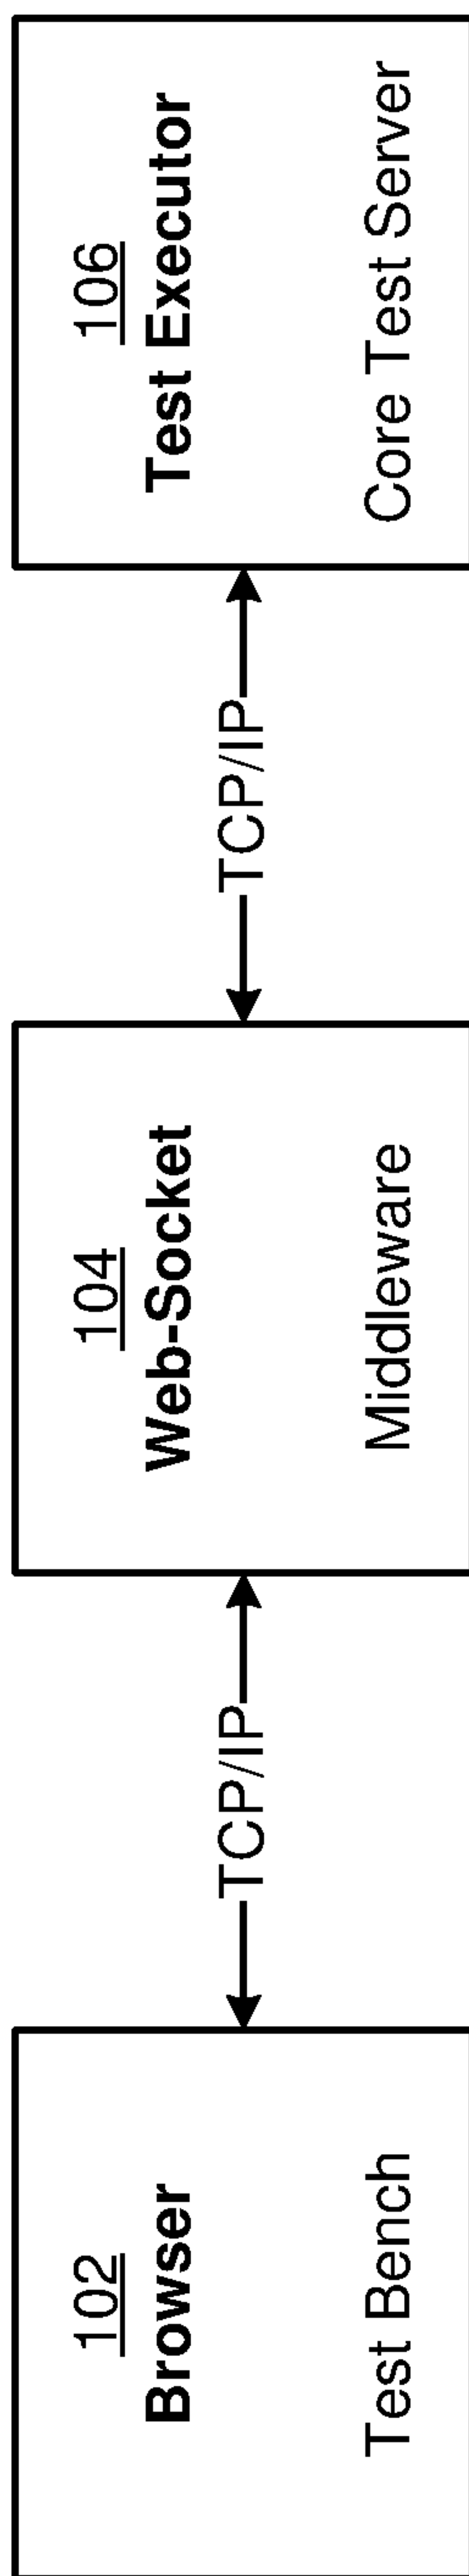 102
Browser
Test Bench
TCP/IP
104
Web-Socket
Middleware
TCP/IP
106
Test Executor
Core Test Server